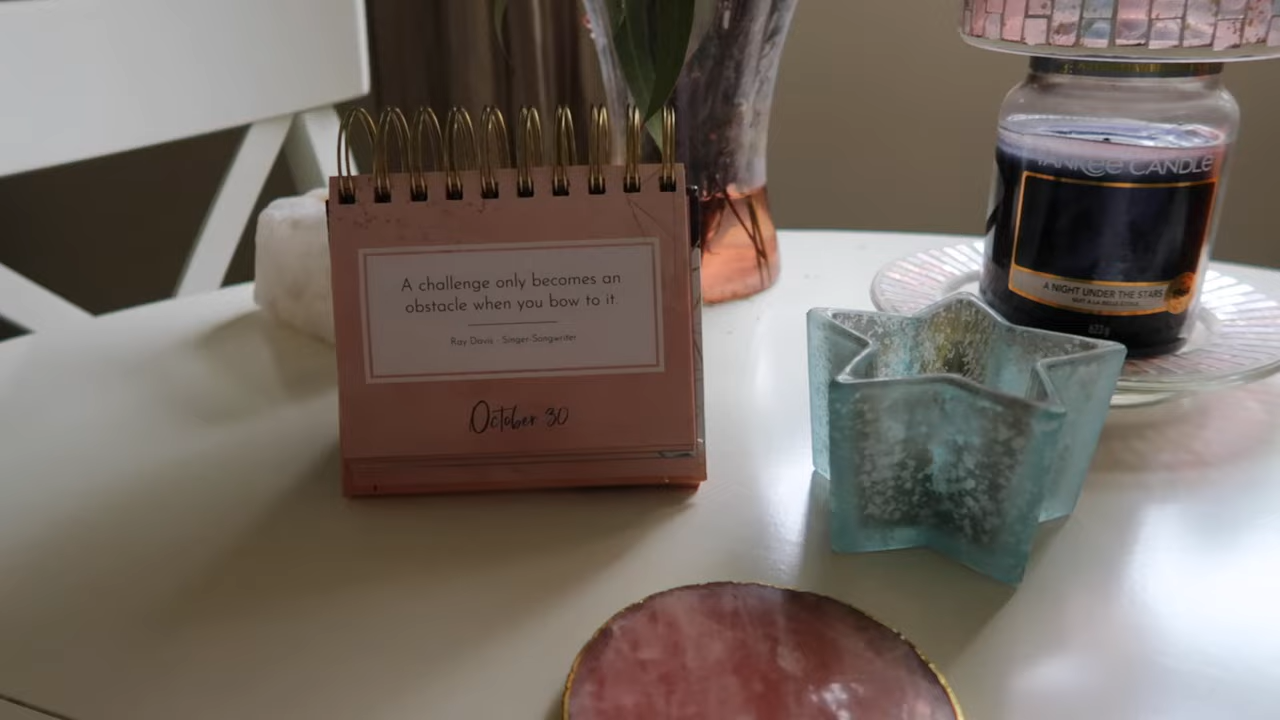 A challenge only becomes an
obstacle when you bow to it.
Ray Davis - Singer-Songwriter
October 30
YANKEE CANDLE
A NIGHT UNDER THE STARS
623 g